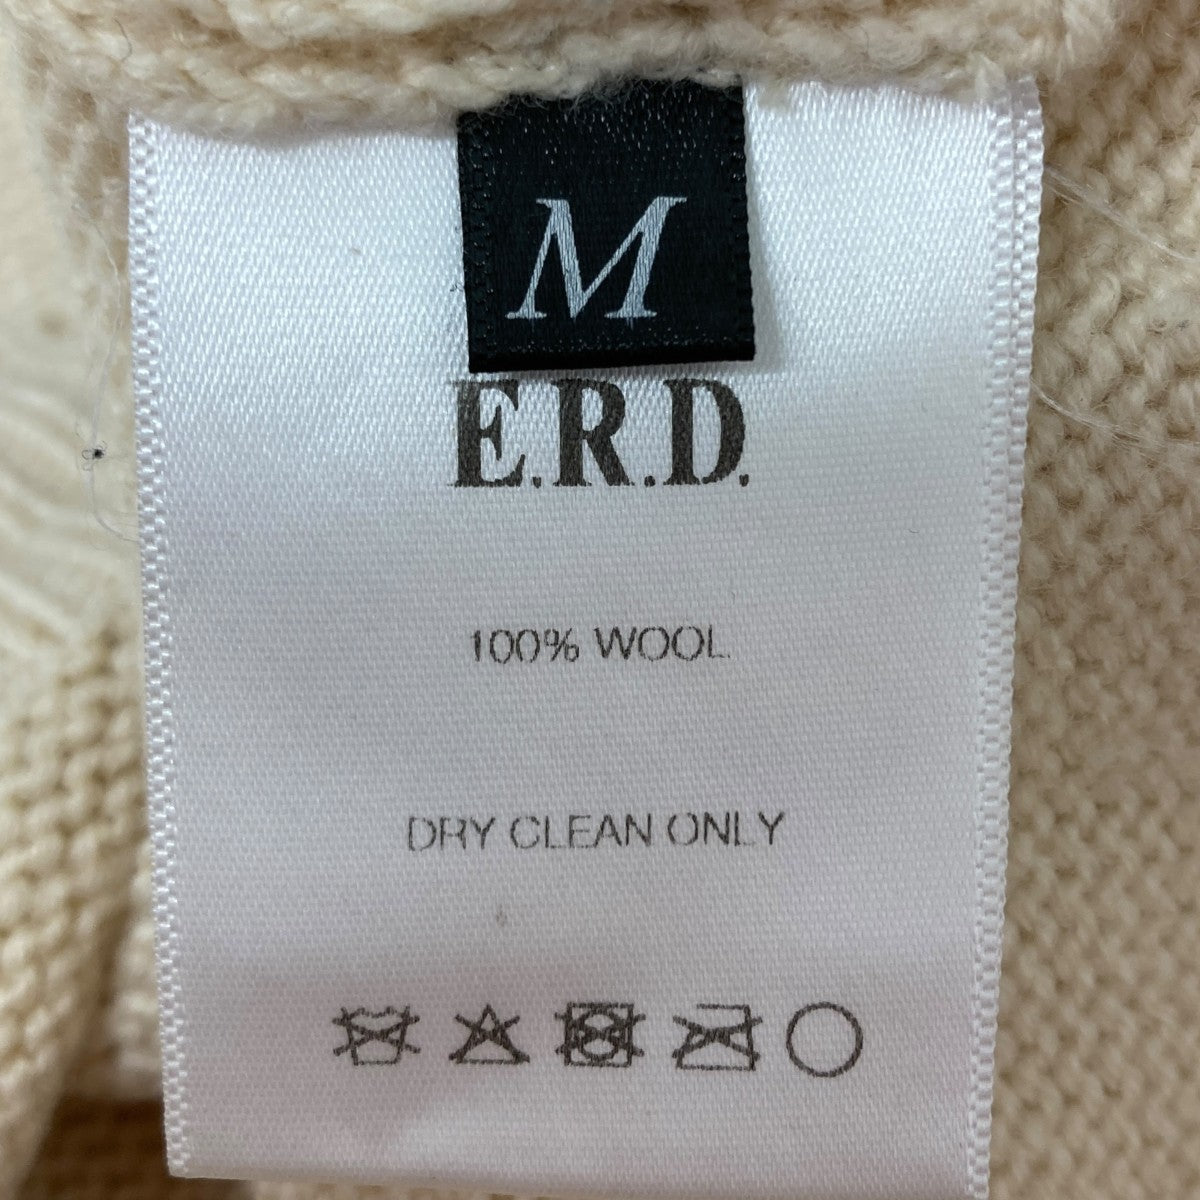 M
E.R.D.
100% WOOL
DRY CLEAN ONLY